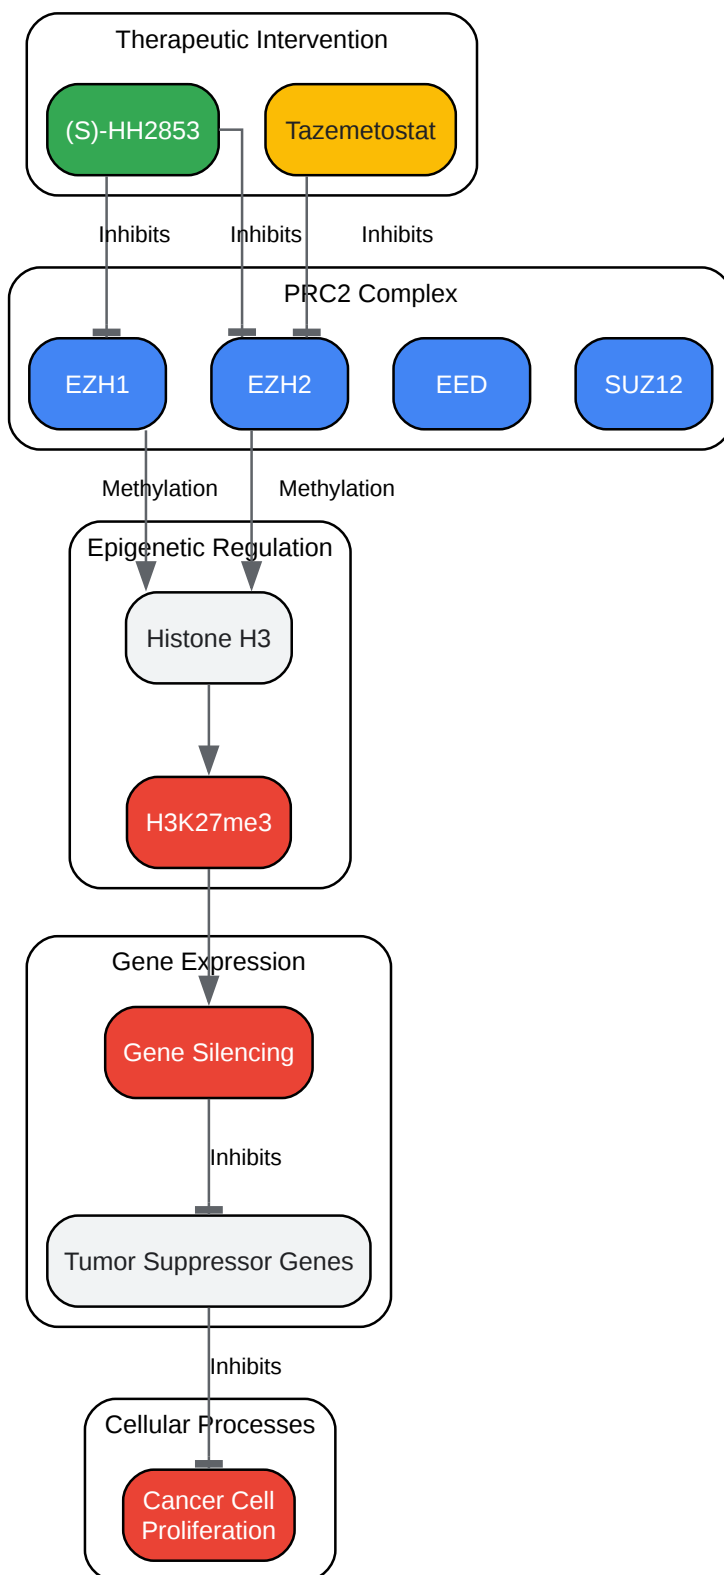 Therapeutic Intervention
(S)-HH2853
Tazemetostat
Inhibits
Inhibits
Inhibits
PRC2 Complex
EZH1
EZH2
EED
SUZ12
Methylation
Methylation
Epigenetic Regulation
Histone H3
H3K27me3
Gene Expression
Gene Silencing
Inhibits
Tumor Suppressor Genes
Inhibits
Cellular Processes
Cancer Cell
Proliferation